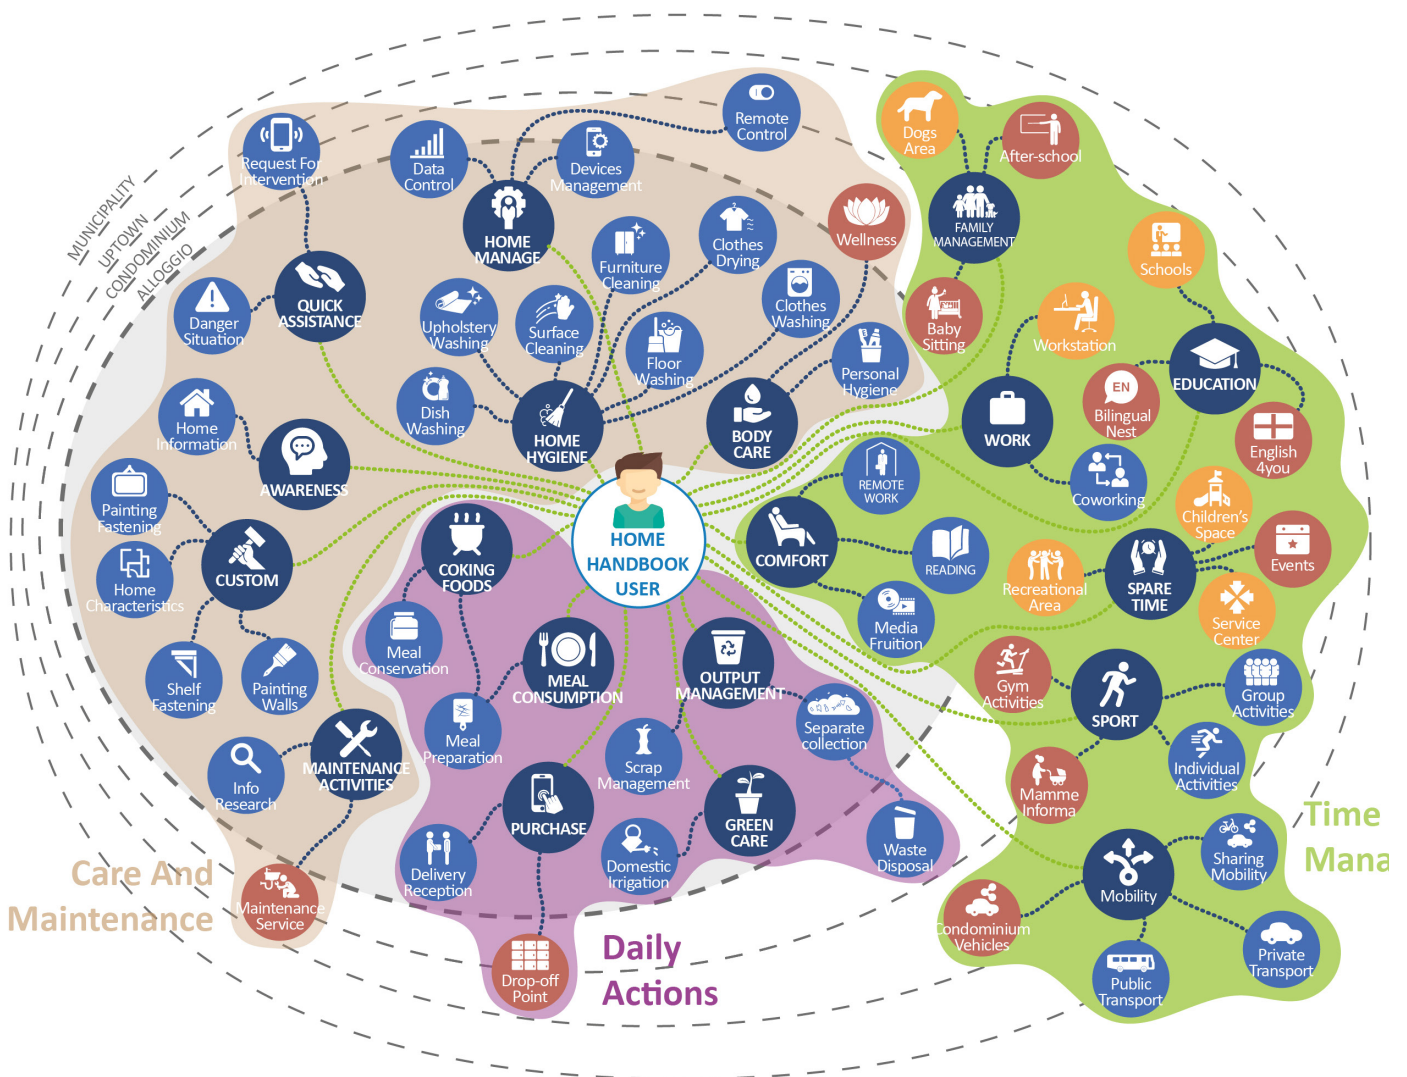 MUNICIPALITY
UPTOWN
CONDOMINIUM
ALLOGGIO
Request For
Intervention
Data
Control
Devices
Management
Remote
Control
HOME
MANAGE
QUICK
ASSISTANCE
Danger
Situation
Upholstery
Washing
Surface
Cleaning
Furniture
Cleaning
Clothes
Drying
Clothes
Washing
Floor
Washing
Dish
Washing
HOME
HYGIENE
Wellness
Personal
Hygiene
BODY
CARE
Home
Information
AWARENESS
Painting
Fastening
Home
Characteristics
CUSTOM
Shelf
Fastening
Painting
Walls
Info
Research
MAINTENANCE
ACTIVITIES
Maintenance
Service
Care And
Maintenance
HOME
HANDBOOK
USER
COKING
FOODS
Meal
Conservation
Meal
Preparation
MEAL
CONSUMPTION
OUTPUT
MANAGEMENT
Separate
collection
Scrap
Management
Waste
Disposal
PURCHASE
Delivery
Reception
Drop-off
Point
GREEN
CARE
Domestic
Irrigation
Daily
Actions
Dogs
Area
After-school
FAMILY
MANAGEMENT
Baby
Sitting
Schools
Workstation
EDUCATION
EN
Bilingual
Nest
English
4you
WORK
Coworking
REMOTE
WORK
COMFORT
READING
Media
Fruition
Children's
Space
Events
Recreational
Area
SPARE
TIME
Service
Center
Gym
Activities
SPORT
Group
Activities
Individual
Activities
Mamme
Informa
Mobility
Sharing
Mobility
Condominium
Vehicles
Public
Transport
Private
Transport
Time
Mana